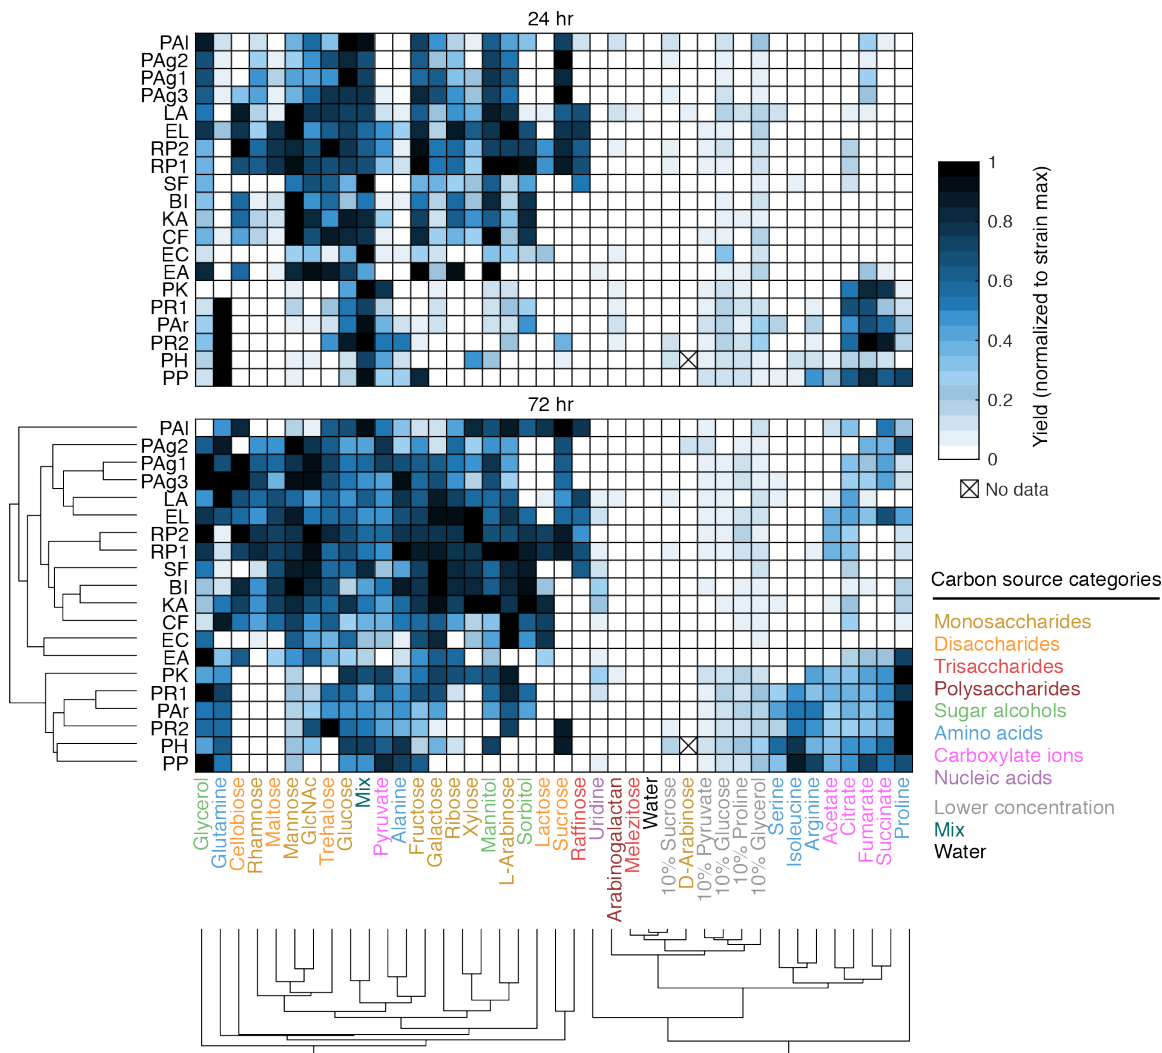 24 hr
PAl
PAg2
PAg1
PAg3
LA
EL
RP2
RP1
SF
BI
KA
CF
EC
EA
PK
PR1
PAr
PR2
PH
PP
1
0.8
0.6
0.4
0.2
0
Yield (normalized to strain max)
No data
72 hr
PAl
PAg2
PAg1
PAg3
LA
EL
RP2
RP1
SF
BI
KA
CF
EC
EA
PK
PR1
PAr
PR2
PH
PP
Glycerol
Glutamine
Cellobiose
Rhamnose
Maltose
Mannose
GlcNAc
Trehalose
Glucose
Mix
Pyruvate
Alanine
Fructose
Galactose
Ribose
Xylose
Mannitol
L-Arabinose
Sorbitol
Lactose
Sucrose
Raffinose
Uridine
Arabinogalactan
Melezitose
Water
10% Sucrose
D-Arabinose
10% Pyruvate
10% Glucose
10% Proline
10% Glycerol
Serine
Isoleucine
Arginine
Acetate
Citrate
Fumarate
Succinate
Proline
Carbon source categories
Monosaccharides
Disaccharides
Trisaccharides
Polysaccharides
Sugar alcohols
Amino acids
Carboxylate ions
Nucleic acids
Lower concentration
Mix
Water